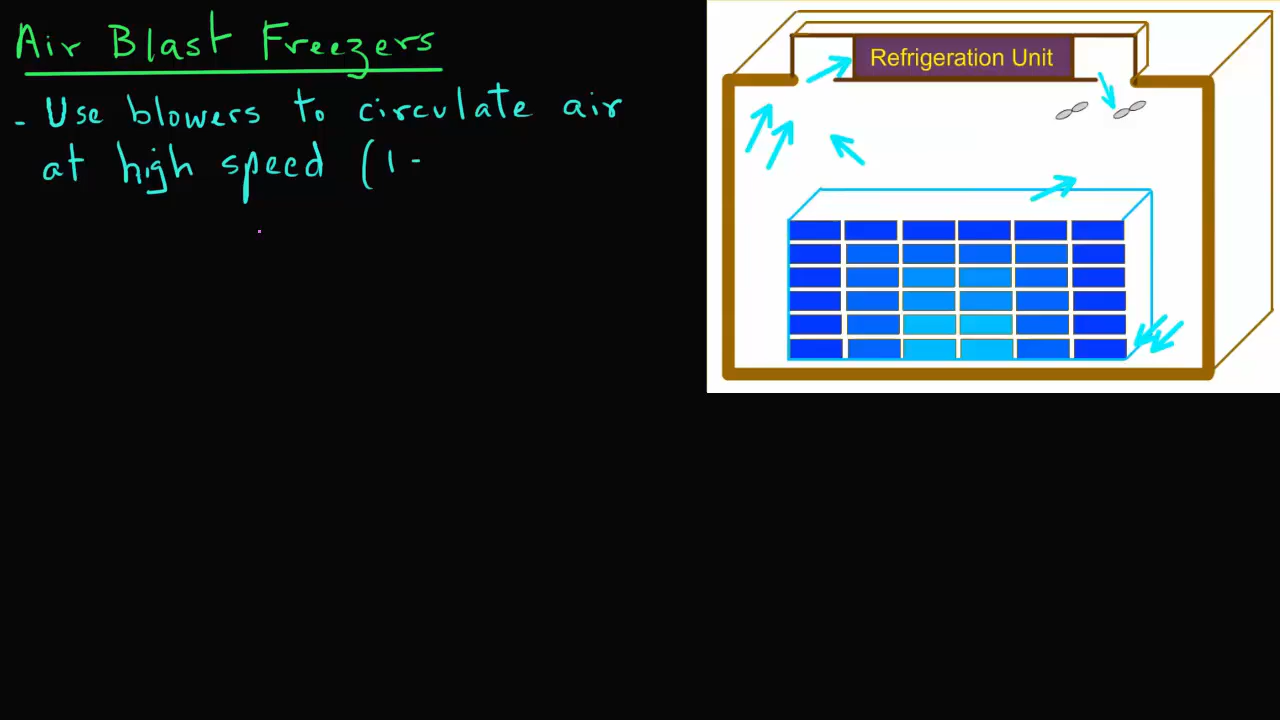 Air Blast Freezers
- Use blowers to circulate air
at high speed (1-
Refrigeration Unit